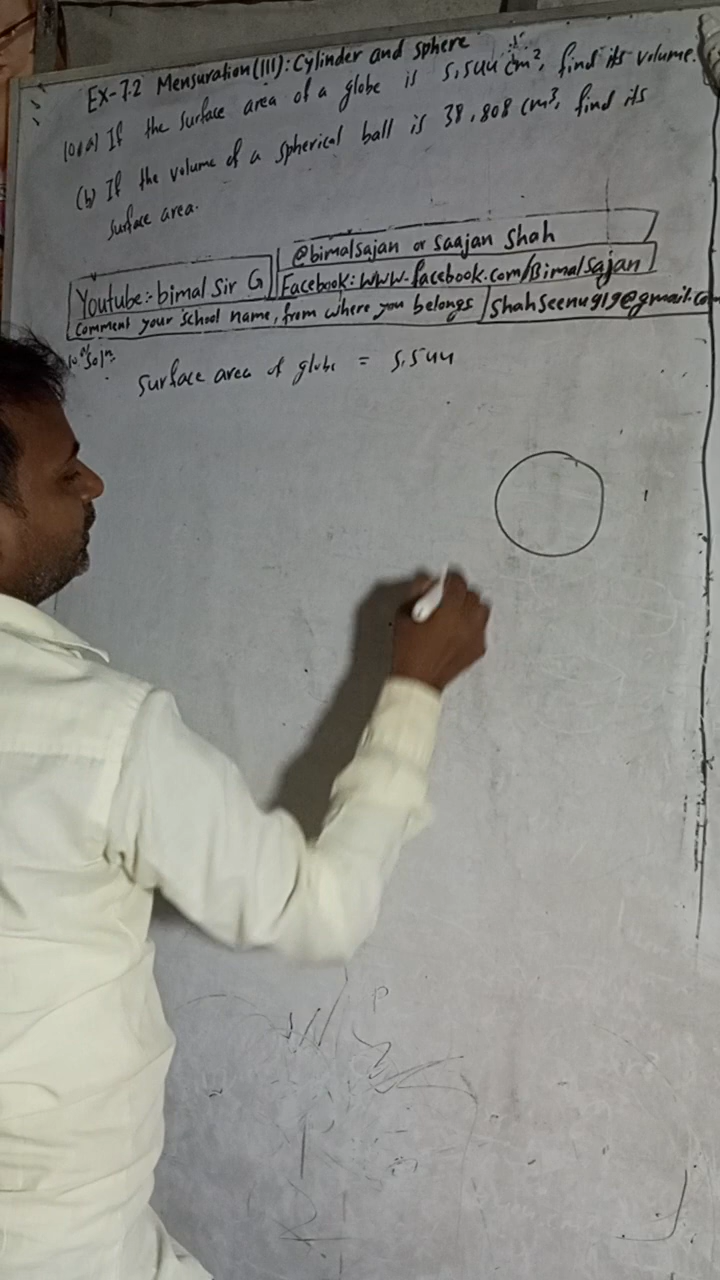 Ex-7.2 Mensuration(III): Cylinder and sphere
10.(a) If the surface area of a globe is 5,544 cm², find its volume.
(b) If the volume of a spherical ball is 38,808 cm³, find its
surface area.
@bimalsajan or Saajan Shah
Youtube:- bimal Sir G
Facebook: www.facebook.com/Bimalsajan
Comment your school name, from where you belongs
shahseenu919@gmail.co
soln:
surface area of globe = 5,544